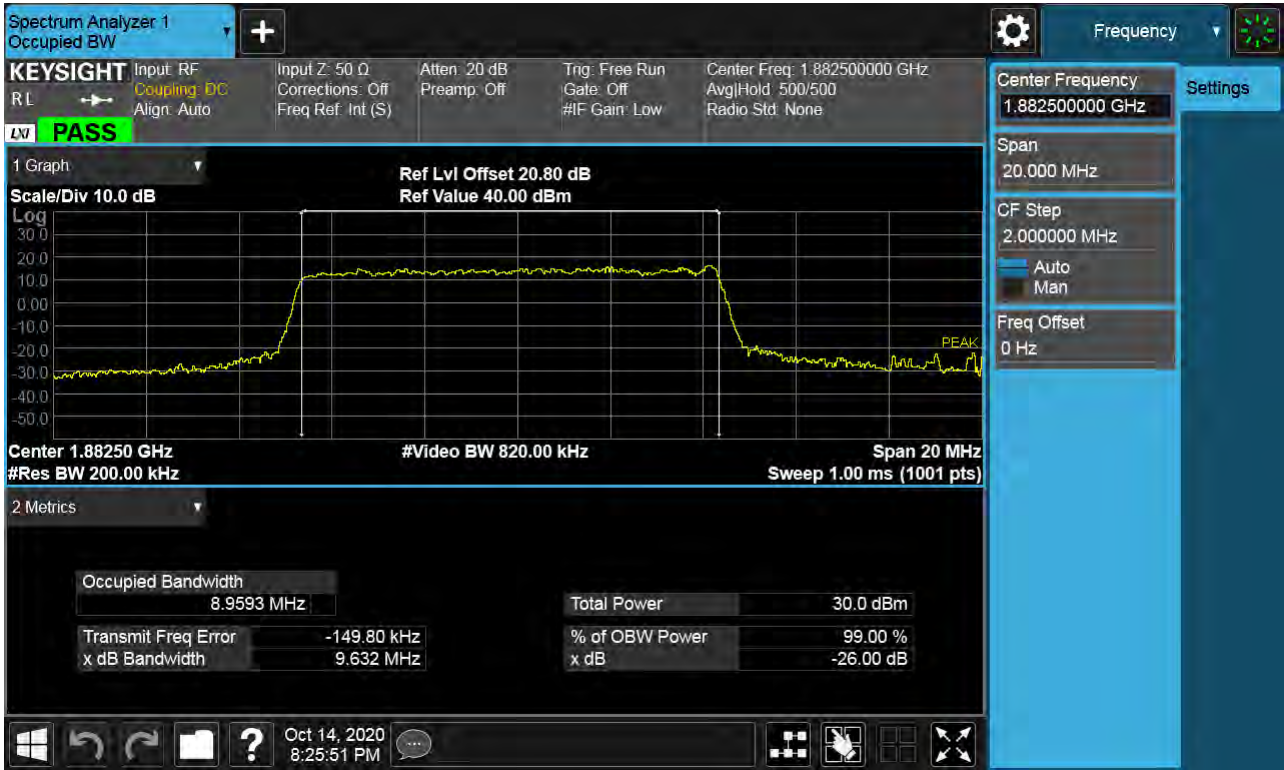 Spectrum Analyzer 1
Occupied BW
+
Frequency
KEYSIGHT
RL
LXI
PASS
Input: RF
Coupling: DC
Align: Auto
Input Z: 50 Ω
Corrections: Off
Freq Ref: Int (S)
Atten: 20 dB
Preamp: Off
Trig: Free Run
Gate: Off
#IF Gain: Low
Center Freq: 1.882500000 GHz
Avg|Hold: 500/500
Radio Std: None
Center Frequency
1.882500000 GHz
Settings
Span
20.000 MHz
CF Step
2.000000 MHz
Auto
Man
Freq Offset
0 Hz
1 Graph
Scale/Div 10.0 dB
Ref Lvl Offset 20.80 dB
Ref Value 40.00 dBm
Log
30.0
20.0
10.0
0.00
-10.0
-20.0
-30.0
-40.0
-50.0
PEAK
Center 1.88250 GHz
#Video BW 820.00 kHz
Span 20 MHz
#Res BW 200.00 kHz
Sweep 1.00 ms (1001 pts)
2 Metrics
Occupied Bandwidth
8.9593 MHz
Total Power 30.0 dBm
Transmit Freq Error -149.80 kHz
% of OBW Power 99.00 %
x dB Bandwidth 9.632 MHz
x dB -26.00 dB
?
Oct 14, 2020
8:25:51 PM